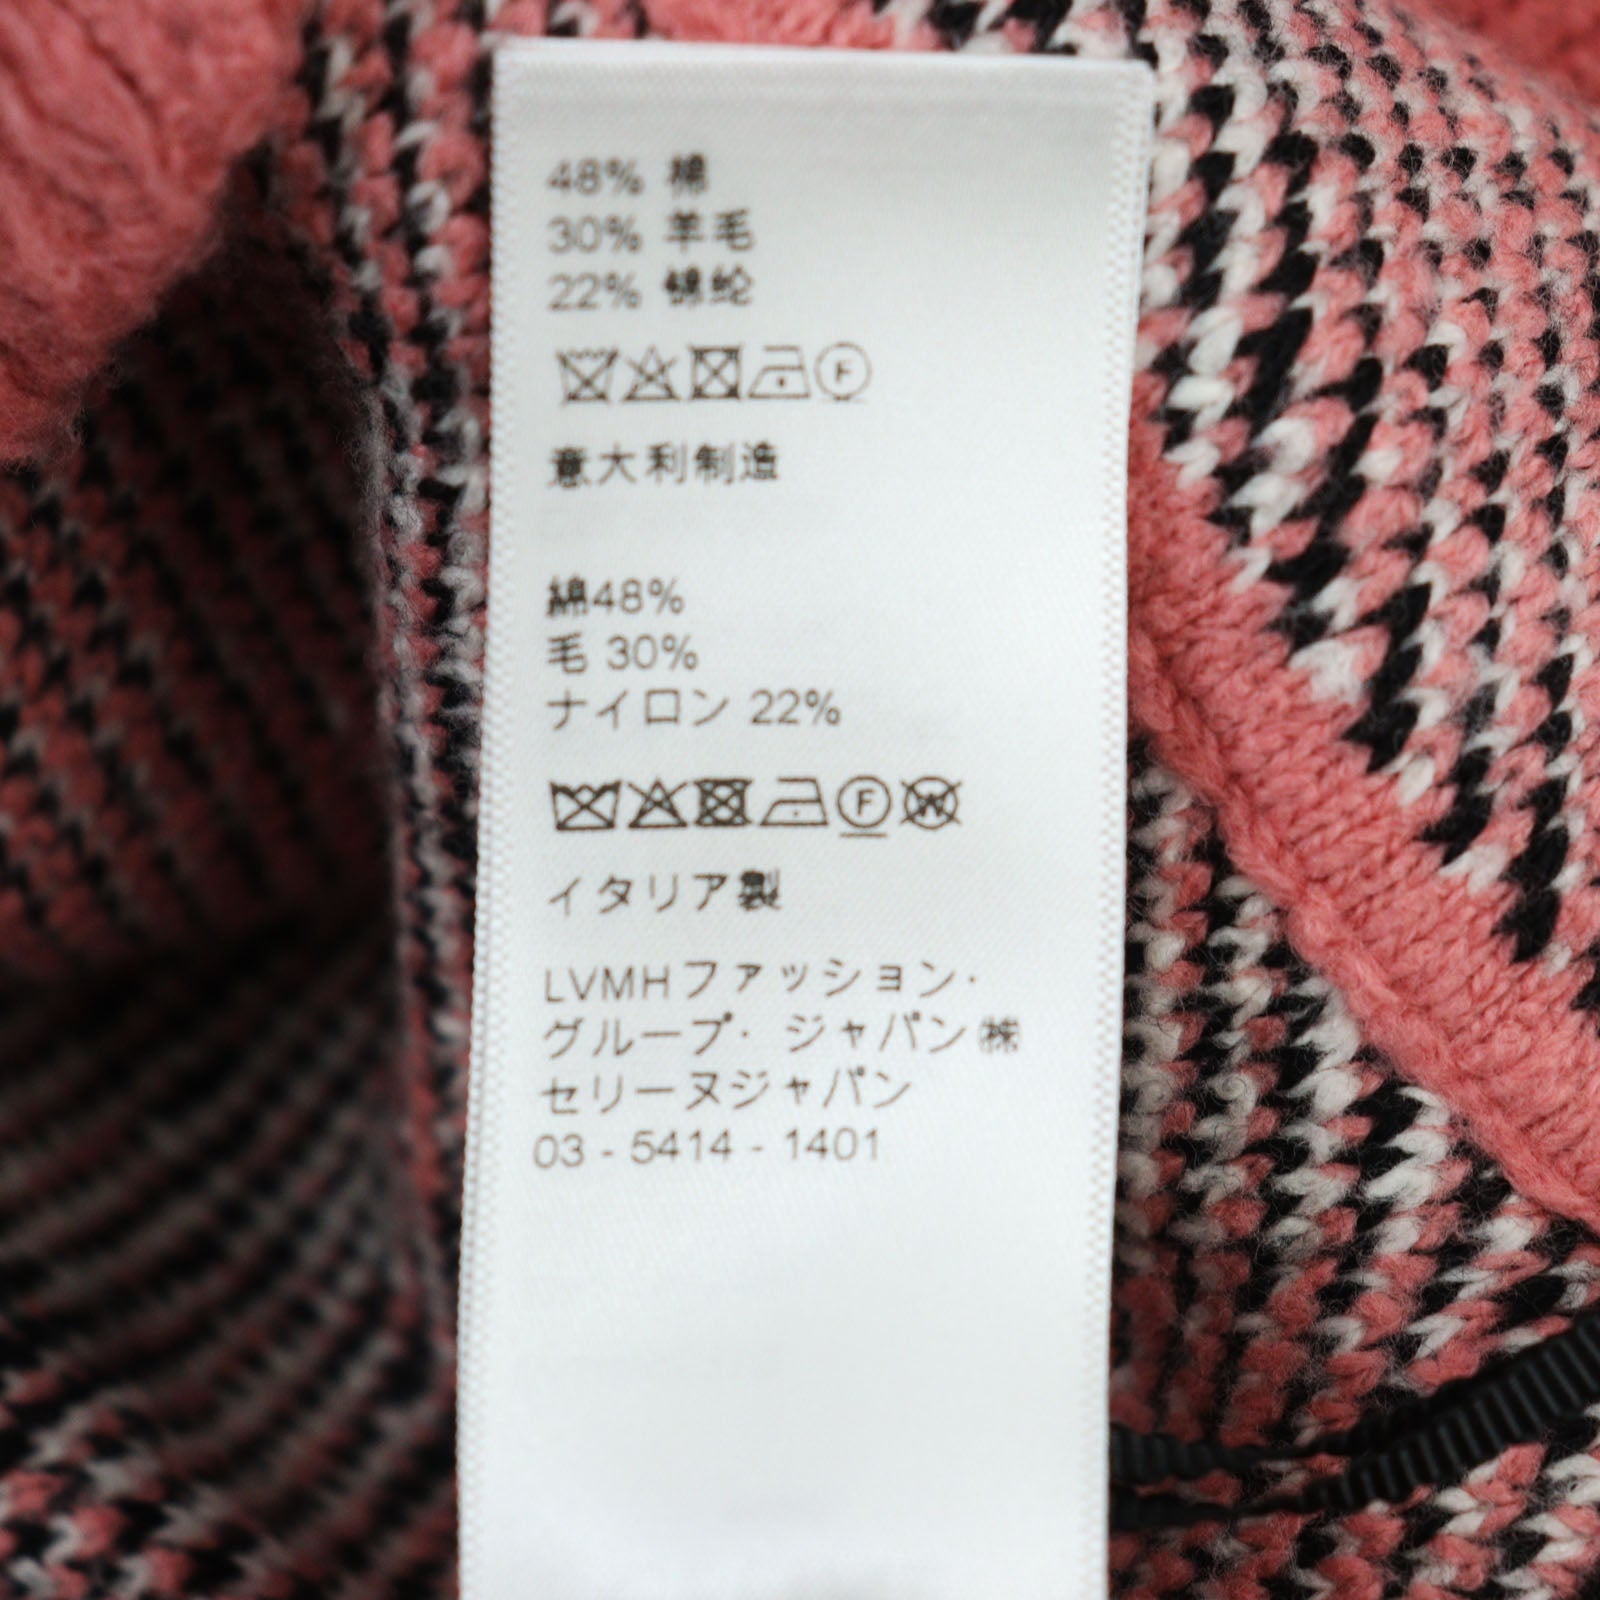 48% 棉
30% 羊毛
22% 锦纶
F
意大利制造
綿48%
毛 30%
ナイロン 22%
F W
イタリア製
LVMHファッション・
グループ・ジャパン㈱
セリーヌジャパン
03 - 5414 - 1401